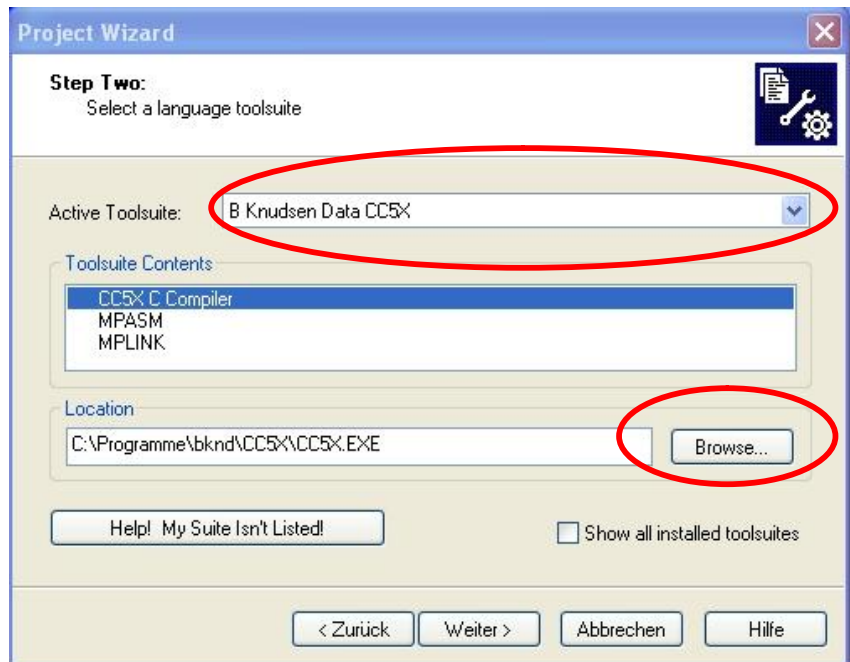 Project Wizard
Step Two:
Select a language toolsuite
Active Toolsuite: B Knudsen Data CC5X
Toolsuite Contents
CC5X C Compiler
MPASM
MPLINK
Location
C:\Programme\bknd\CC5X\CC5X.EXE Browse...
Help! My Suite Isn't Listed! Show all installed toolsuites
< Zurück Weiter > Abbrechen Hilfe